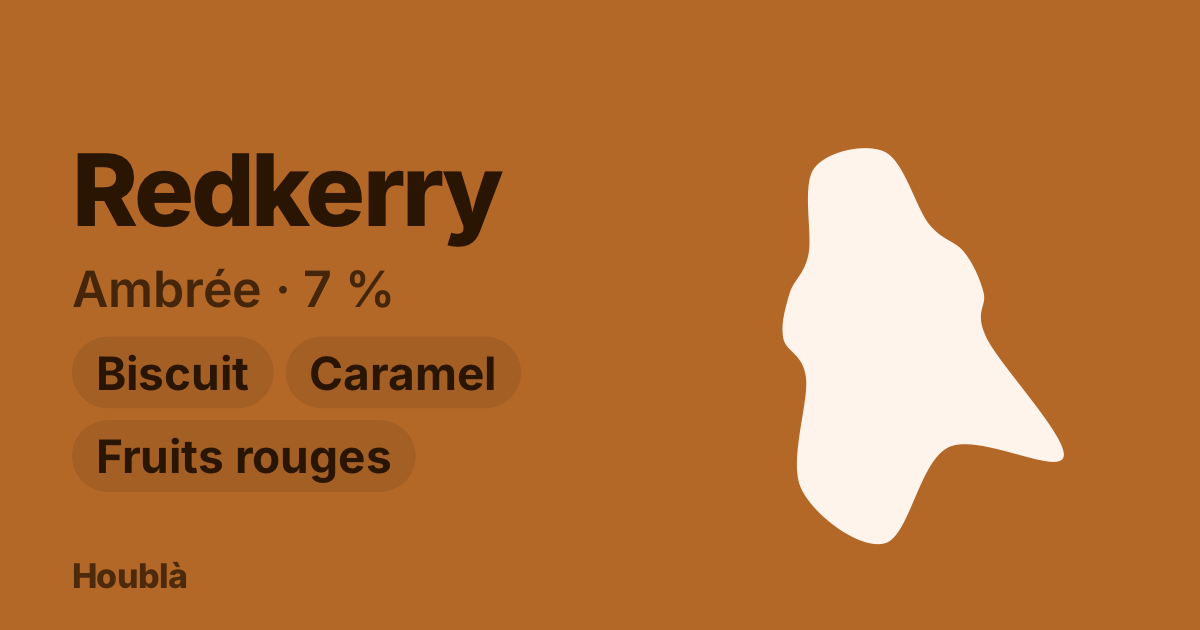 Redkerry
Ambrée · 7 %
Biscuit Caramel
Fruits rouges
Houblà